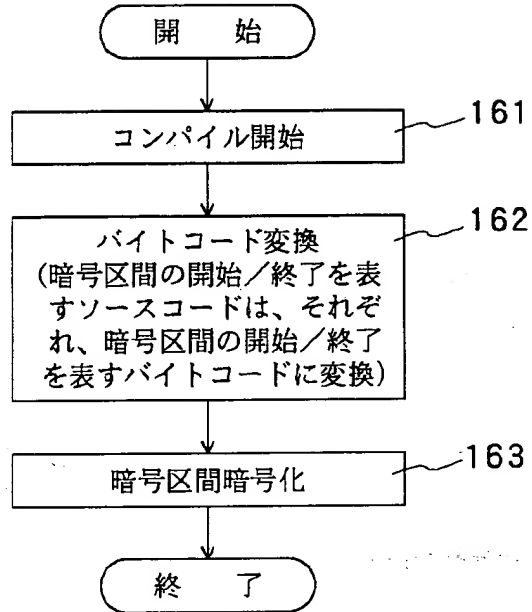 開　始
コンパイル開始
161
バイトコード変換
162
(暗号区間の開始／終了を表
すソースコードは、それぞ
れ、暗号区間の開始／終了
を表すバイトコードに変換)
暗号区間暗号化
163
終　了